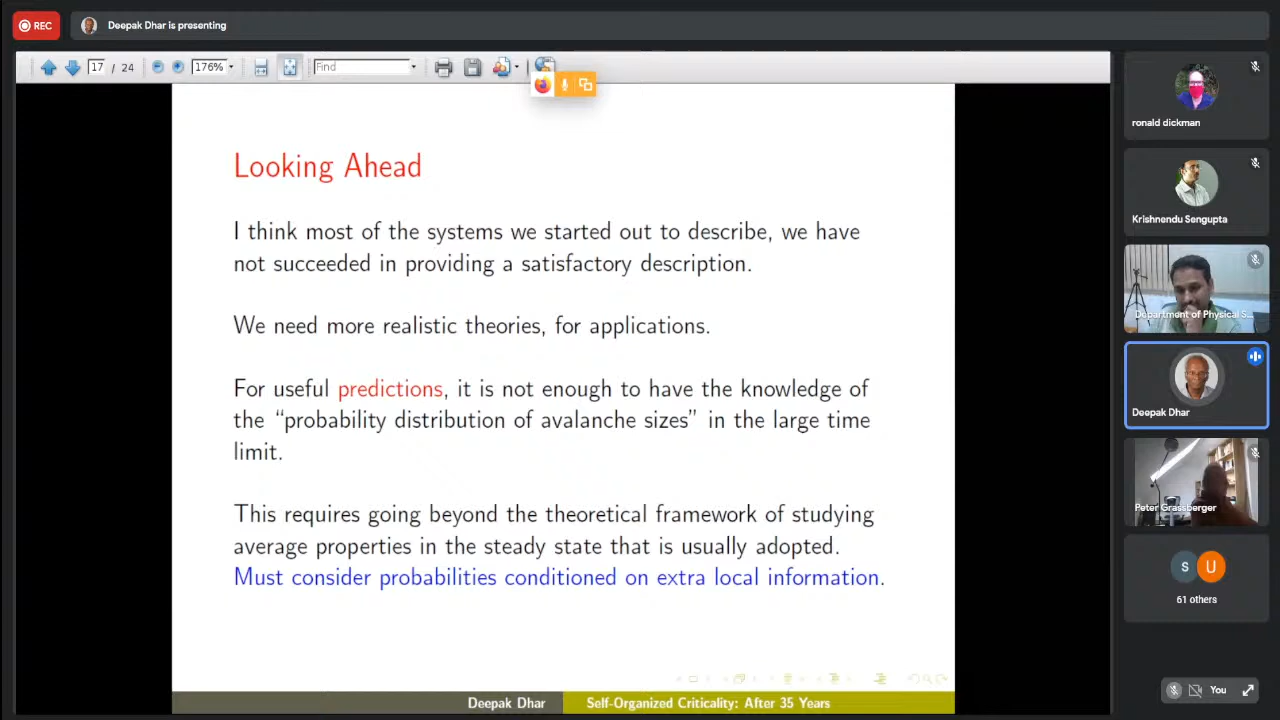 REC
Deepak Dhar is presenting
17 / 24
176%
Find
Looking Ahead
I think most of the systems we started out to describe, we have
not succeeded in providing a satisfactory description.
We need more realistic theories, for applications.
For useful predictions, it is not enough to have the knowledge of
the “probability distribution of avalanche sizes” in the large time
limit.
This requires going beyond the theoretical framework of studying
average properties in the steady state that is usually adopted.
Must consider probabilities conditioned on extra local information.
Deepak Dhar
Self-Organized Criticality: After 35 Years
ronald dickman
Krishnendu Sengupta
Department of Physical S...
Deepak Dhar
Peter Grassberger
S
U
61 others
You